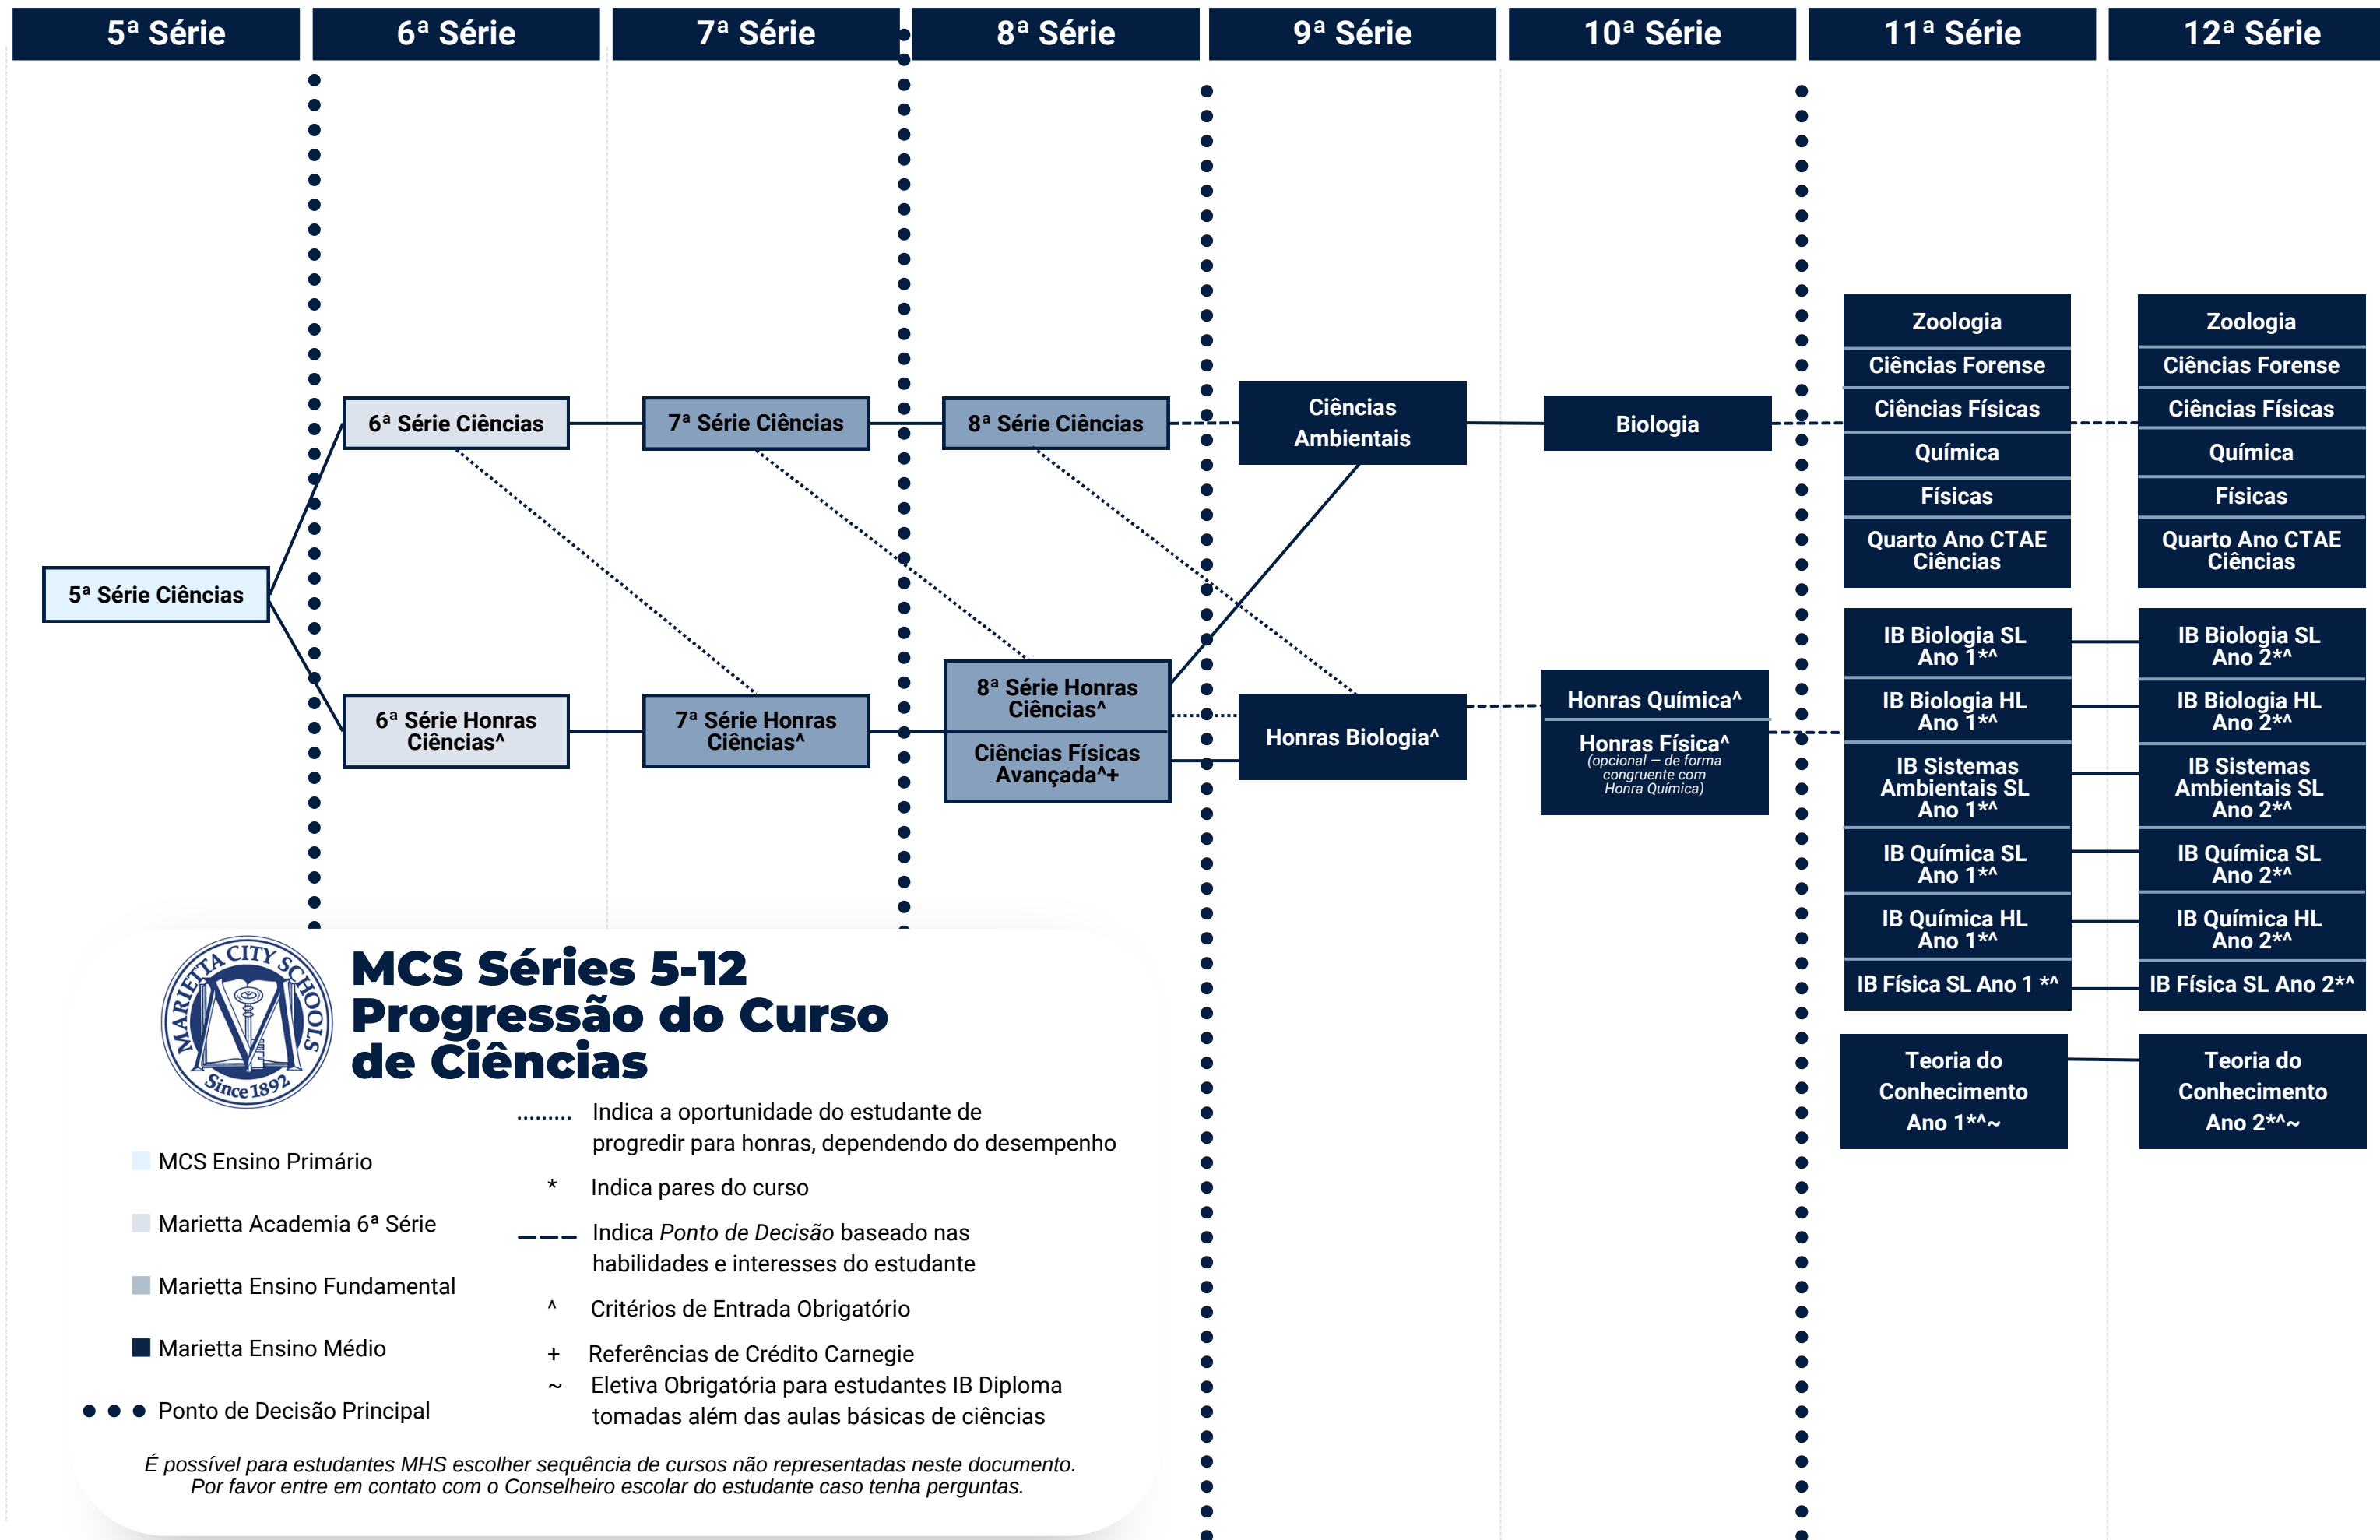 5ª Série
6ª Série
7ª Série
8ª Série
9ª Série
10ª Série
11ª Série
12ª Série
5ª Série Ciências
6ª Série Ciências
6ª Série Honras
Ciências^
7ª Série Ciências
7ª Série Honras
Ciências^
8ª Série Ciências
8ª Série Honras
Ciências^
Ciências Físicas
Avançada^+
Ciências
Ambientais
Honras Biologia^
Biologia
Honras Química^
Honras Física^
(opcional – de forma
congruente com
Honra Química)
Zoologia
Ciências Forense
Ciências Físicas
Química
Físicas
Quarto Ano CTAE
Ciências
IB Biologia SL
Ano 1*^
IB Biologia HL
Ano 1*^
IB Sistemas
Ambientais SL
Ano 1*^
IB Química SL
Ano 1*^
IB Química HL
Ano 1*^
IB Física SL Ano 1 *^
Teoria do
Conhecimento
Ano 1*^~
Zoologia
Ciências Forense
Ciências Físicas
Química
Físicas
Quarto Ano CTAE
Ciências
IB Biologia SL
Ano 2*^
IB Biologia HL
Ano 2*^
IB Sistemas
Ambientais SL
Ano 2*^
IB Química SL
Ano 2*^
IB Química HL
Ano 2*^
IB Física SL Ano 2*^
Teoria do
Conhecimento
Ano 2*^~
MARIETTA CITY SCHOOLS
Since 1892
MCS Séries 5-12
Progressão do Curso
de Ciências
MCS Ensino Primário
Marietta Academia 6ª Série
Marietta Ensino Fundamental
Marietta Ensino Médio
Ponto de Decisão Principal
Indica a oportunidade do estudante de
progredir para honras, dependendo do desempenho
* Indica pares do curso
Indica Ponto de Decisão baseado nas
habilidades e interesses do estudante
^ Critérios de Entrada Obrigatório
+ Referências de Crédito Carnegie
~ Eletiva Obrigatória para estudantes IB Diploma
tomadas além das aulas básicas de ciências
É possível para estudantes MHS escolher sequência de cursos não representadas neste documento.
Por favor entre em contato com o Conselheiro escolar do estudante caso tenha perguntas.